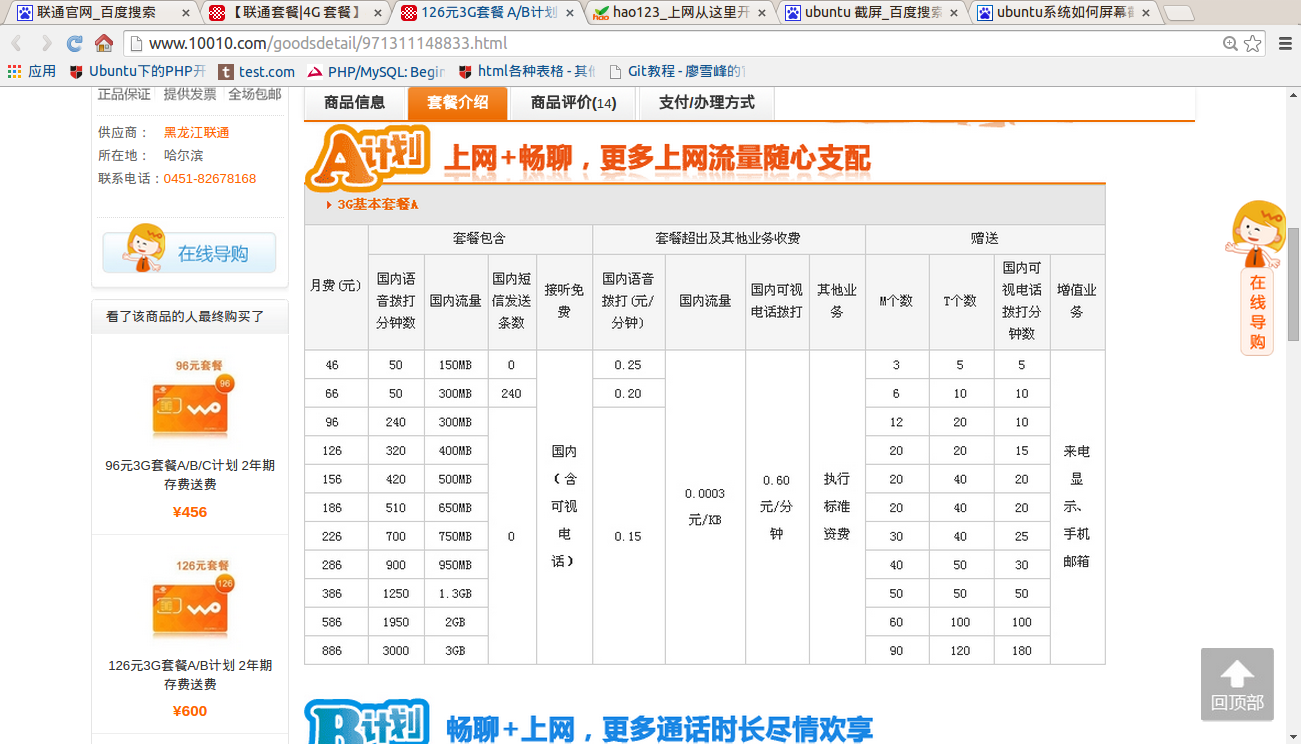 联通官网_百度搜索
【联通套餐|4G 套餐】
126元3G套餐 A/B计划
hao123_上网从这里开
ubuntu 截屏_百度搜索
ubuntu系统如何屏幕截
www.10010.com/goodsdetail/971311148833.html
应用
Ubuntu下的PHP开
test.com
PHP/MySQL: Begin
html各种表格 - 其他
Git教程 - 廖雪峰的
正品保证 提供发票 全场包邮
供应商： 黑龙江联通
所在地： 哈尔滨
联系电话：0451-82678168
在线导购
看了该商品的人最终购买了
96元套餐
96
96元3G套餐A/B/C计划 2年期
存费送费
¥456
126元套餐
126
126元3G套餐A/B计划 2年期
存费送费
¥600
商品信息 套餐介绍 商品评价(14) 支付/办理方式
A计划 上网+畅聊，更多上网流量随心支配
3G基本套餐A
月费(元) 套餐包含 套餐超出及其他业务收费 赠送
国内语音拨打分钟数 国内流量 国内短信发送条数 接听免费 国内语音拨打(元/分钟) 国内流量 国内可视电话拨打 其他业务 M个数 T个数 国内可视电话拨打分钟数 增值业务
46 50 150MB 0 0.25 3 5 5
66 50 300MB 240 0.20 6 10 10
96 240 300MB 12 20 10
126 320 400MB 20 20 15
156 420 500MB 20 40 20
186 510 650MB 20 40 20
226 700 750MB 0 0.15 30 40 25
286 900 950MB 40 50 30
386 1250 1.3GB 50 50 50
586 1950 2GB 60 100 100
886 3000 3GB 90 120 180
国内(含可视电话)
0.0003元/KB
0.60元/分钟
执行标准资费
来电显示、手机邮箱
B计划 畅聊+上网，更多通话时长尽情欢享
在线导购
回顶部